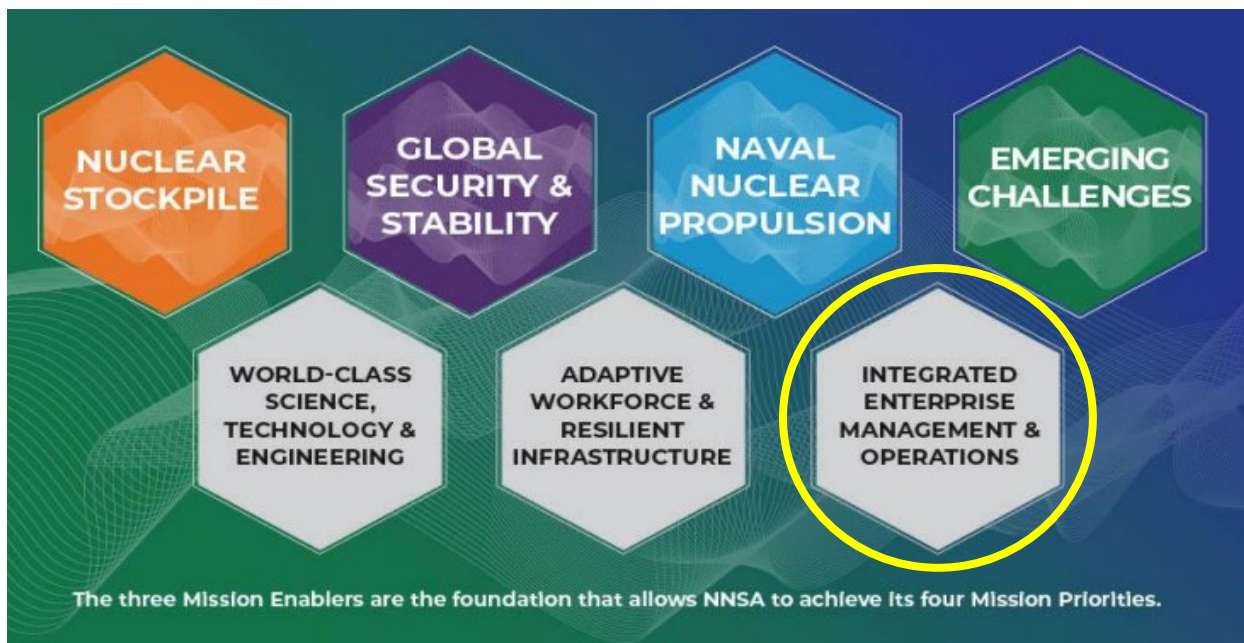 NUCLEAR
STOCKPILE
GLOBAL
SECURITY &
STABILITY
NAVAL
NUCLEAR
PROPULSION
EMERGING
CHALLENGES
WORLD-CLASS
SCIENCE,
TECHNOLOGY &
ENGINEERING
ADAPTIVE
WORKFORCE &
RESILIENT
INFRASTRUCTURE
INTEGRATED
ENTERPRISE
MANAGEMENT &
OPERATIONS
The three Mission Enablers are the foundation that allows NNSA to achieve its four Mission Priorities.